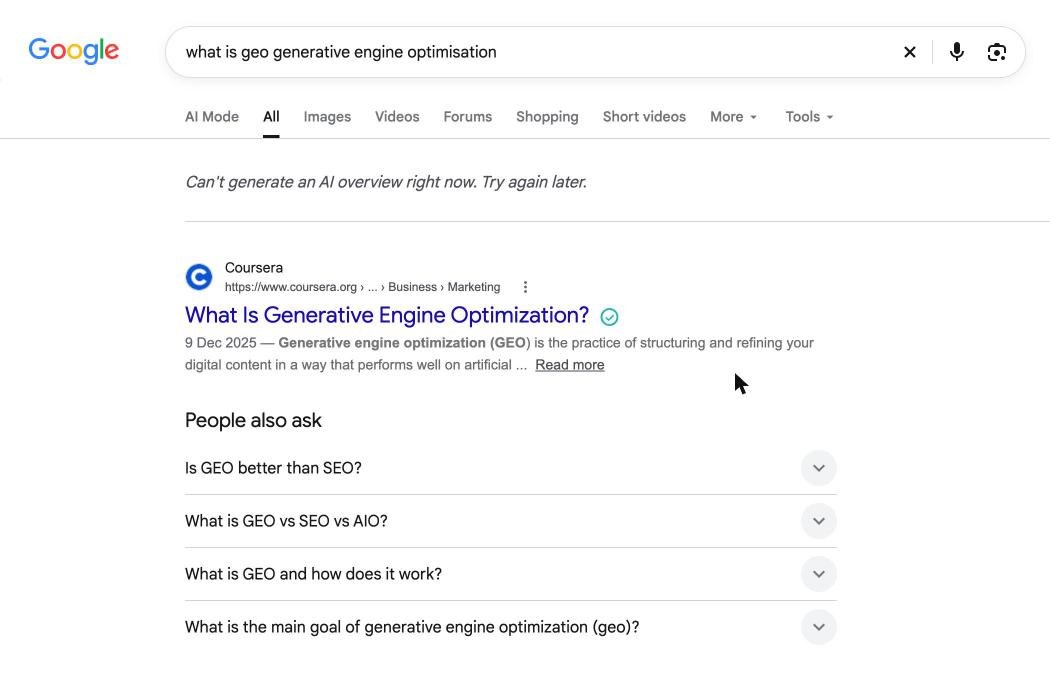 Google
what is geo generative engine optimisation
AI Mode All Images Videos Forums Shopping Short videos More Tools
Can't generate an AI overview right now. Try again later.
Coursera
https://www.coursera.org › ... › Business › Marketing
What Is Generative Engine Optimization?
9 Dec 2025 — Generative engine optimization (GEO) is the practice of structuring and refining your
digital content in a way that performs well on artificial ... Read more
People also ask
Is GEO better than SEO?
What is GEO vs SEO vs AIO?
What is GEO and how does it work?
What is the main goal of generative engine optimization (geo)?